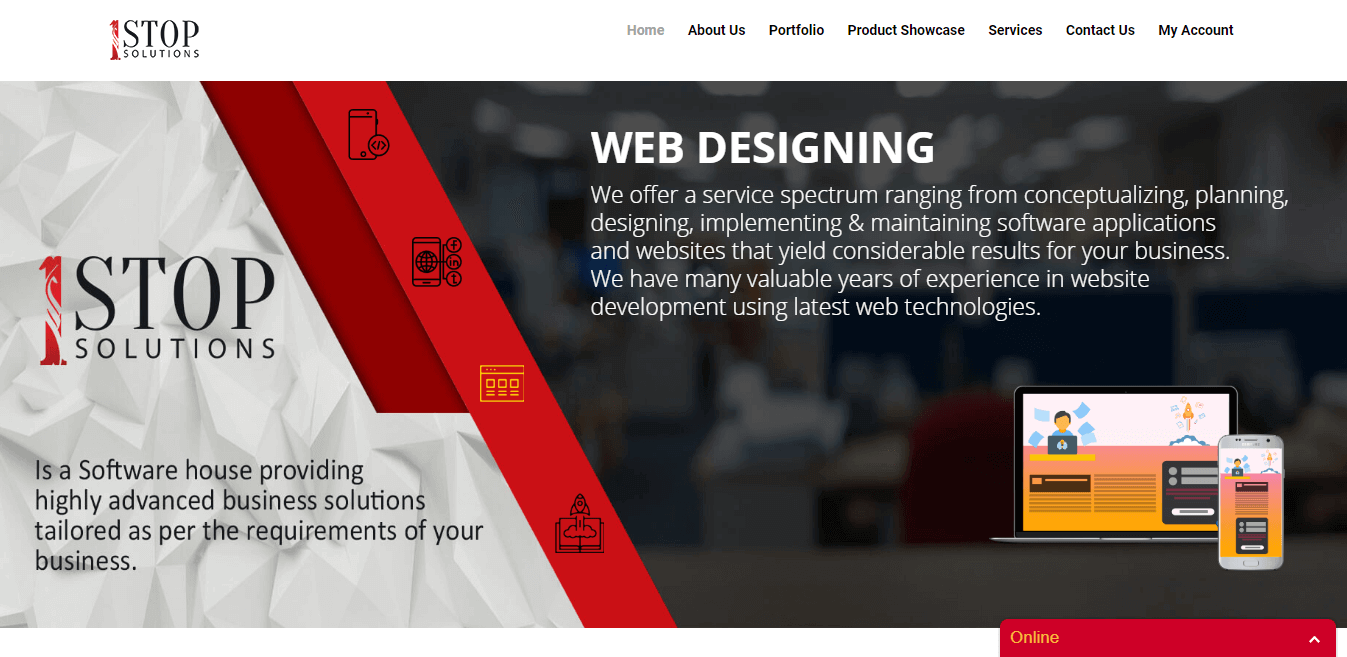 1STOP
SOLUTIONS
Home About Us Portfolio Product Showcase Services Contact Us My Account
WEB DESIGNING
We offer a service spectrum ranging from conceptualizing, planning,
designing, implementing & maintaining software applications
and websites that yield considerable results for your business.
We have many valuable years of experience in website
development using latest web technologies.
1STOP
SOLUTIONS
Is a Software house providing
highly advanced business solutions
tailored as per the requirements of your
business.
Online